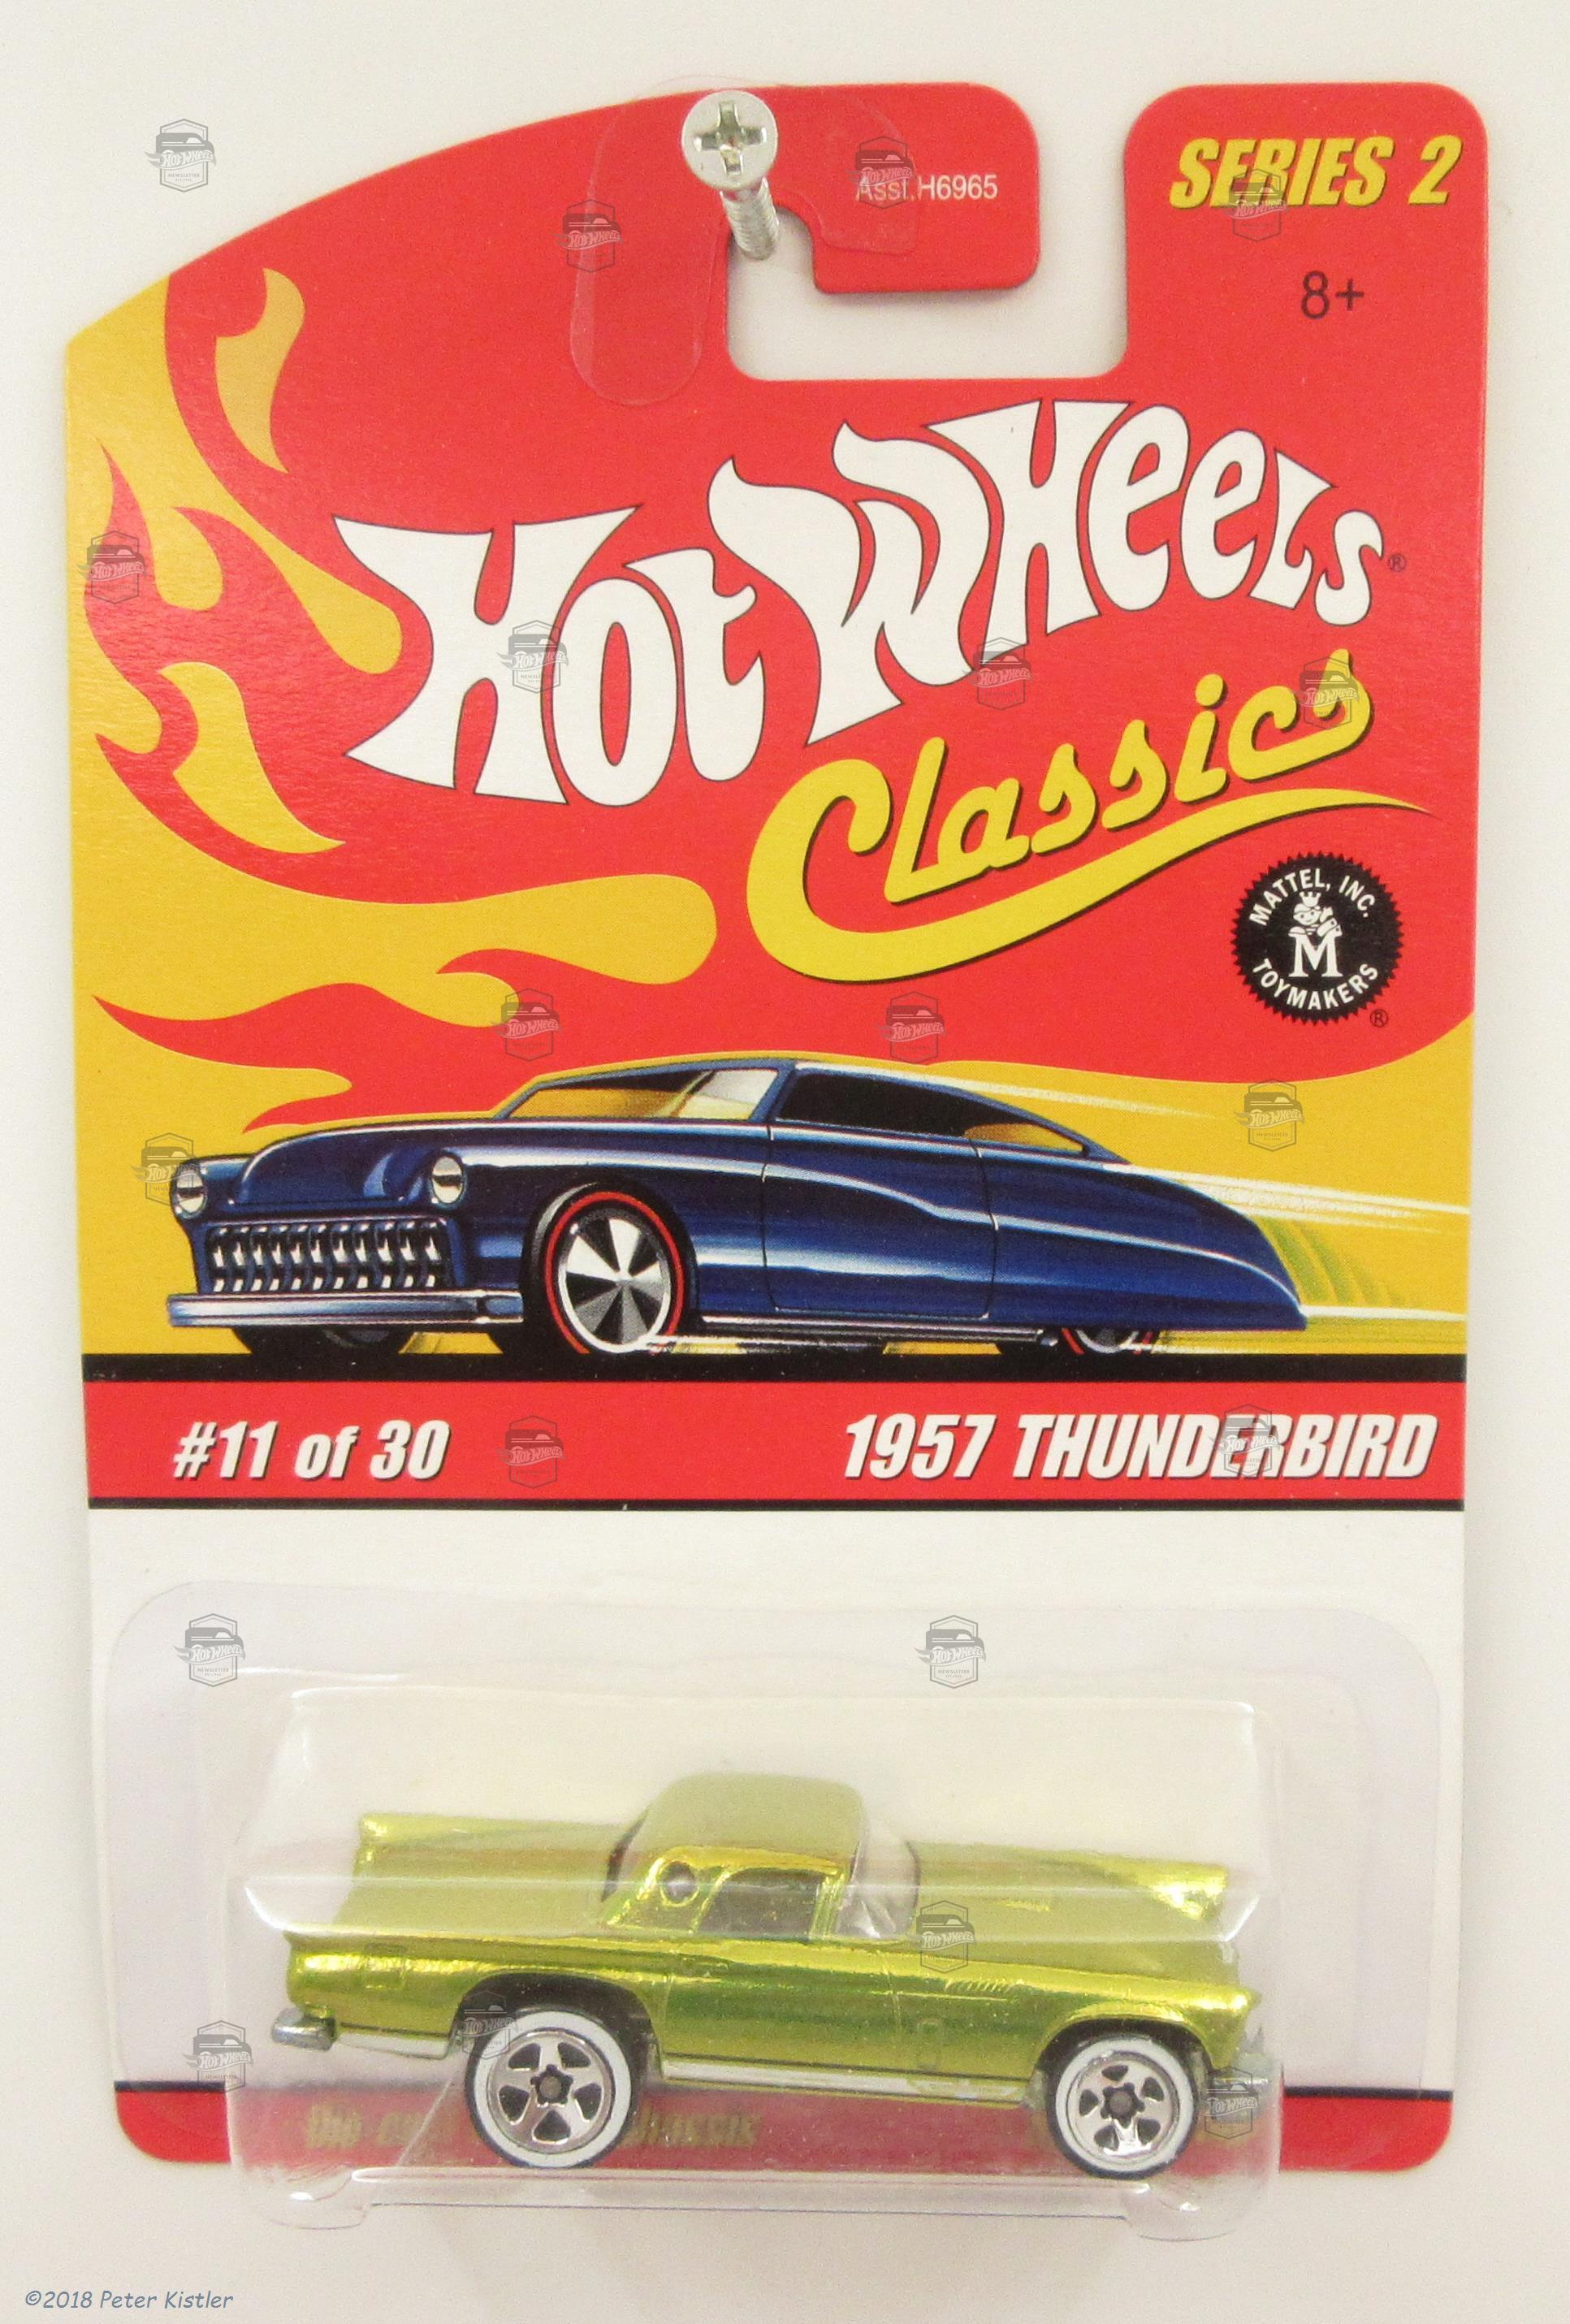 SERIES 2
Asst.H6965
8+
Hot Wheels®
Classics
MATTEL, INC.
M
TOYMAKERS
®
#11 of 30
1957 THUNDERBIRD
©2018 Peter Kistler